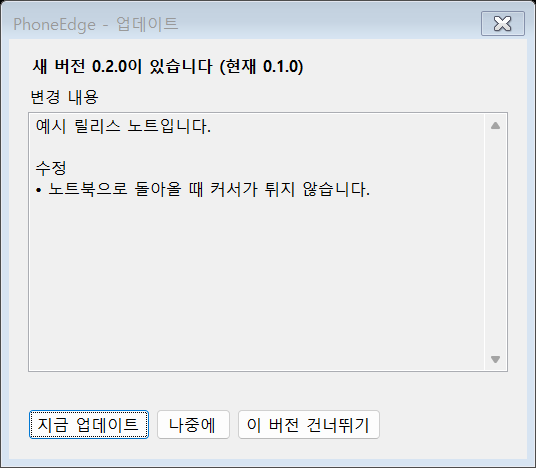 PhoneEdge - 업데이트
새 버전 0.2.0이 있습니다 (현재 0.1.0)
변경 내용
예시 릴리스 노트입니다.
수정
• 노트북으로 돌아올 때 커서가 튀지 않습니다.
지금 업데이트 나중에 이 버전 건너뛰기